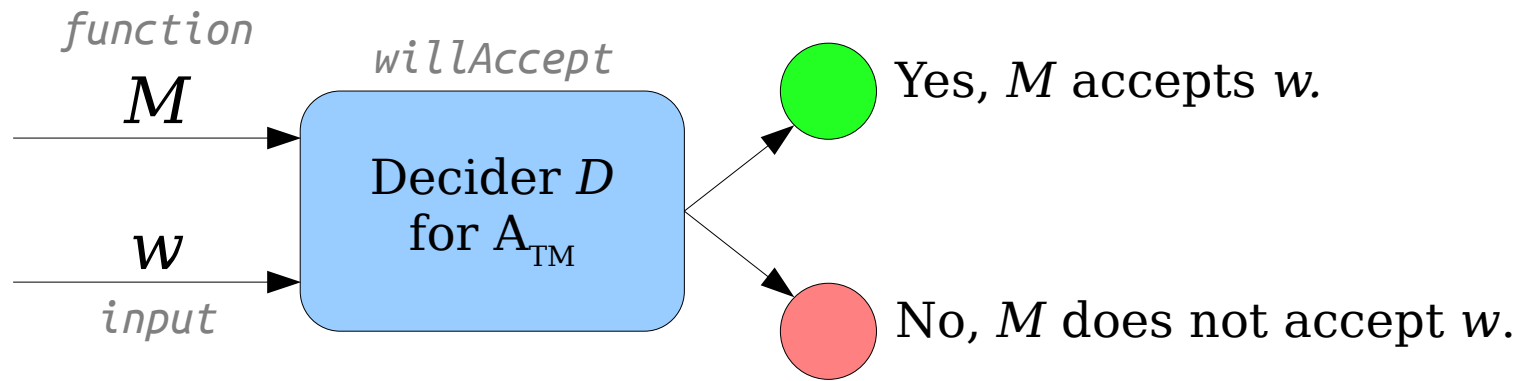 function
M
willAccept
Decider D
for A_TM
w
input
Yes, M accepts w.
No, M does not accept w.